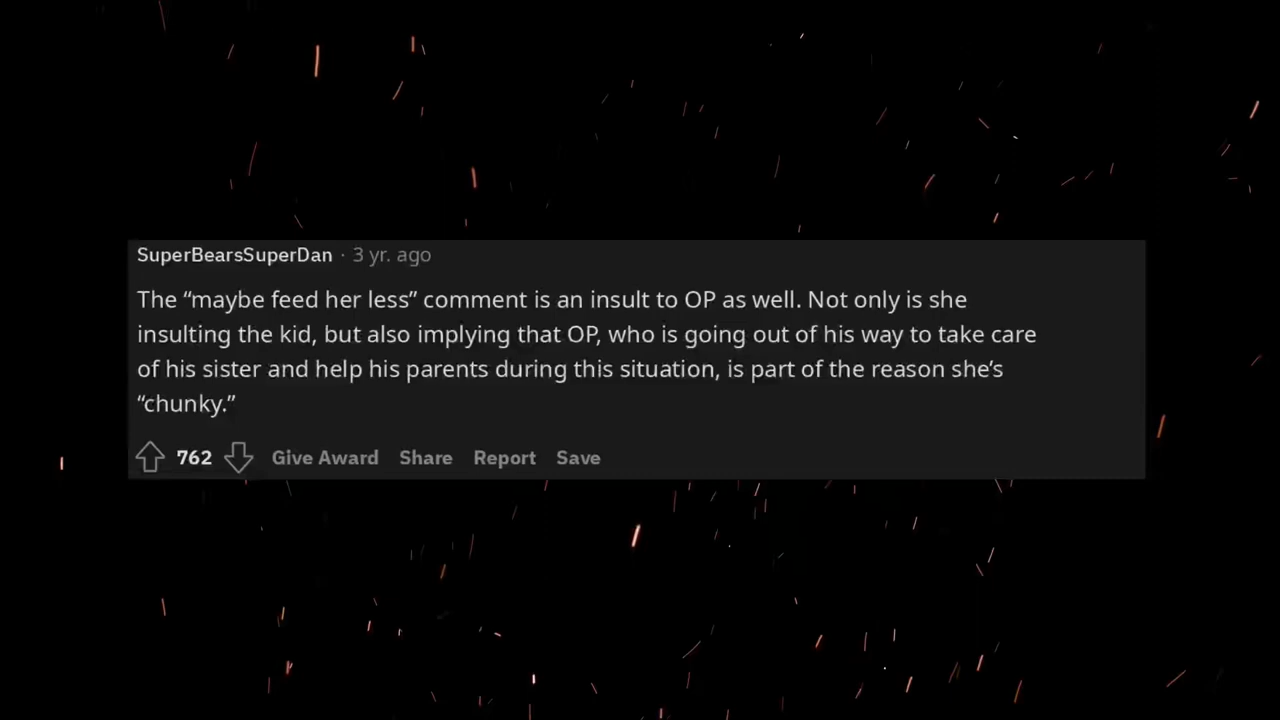 SuperBearsSuperDan · 3 yr. ago
The “maybe feed her less” comment is an insult to OP as well. Not only is she
insulting the kid, but also implying that OP, who is going out of his way to take care
of his sister and help his parents during this situation, is part of the reason she’s
“chunky.”
762 Give Award Share Report Save